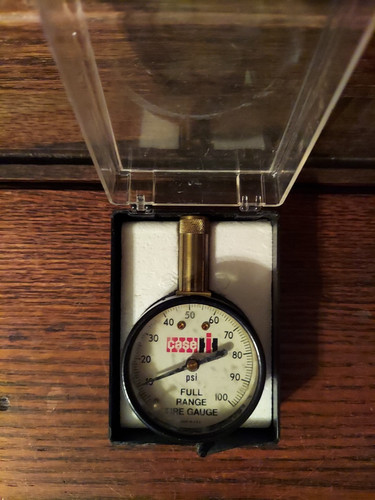 50
40 60
30 70
case IH
20 80
psi
10 90
FULL
100
RANGE
TIRE GAUGE